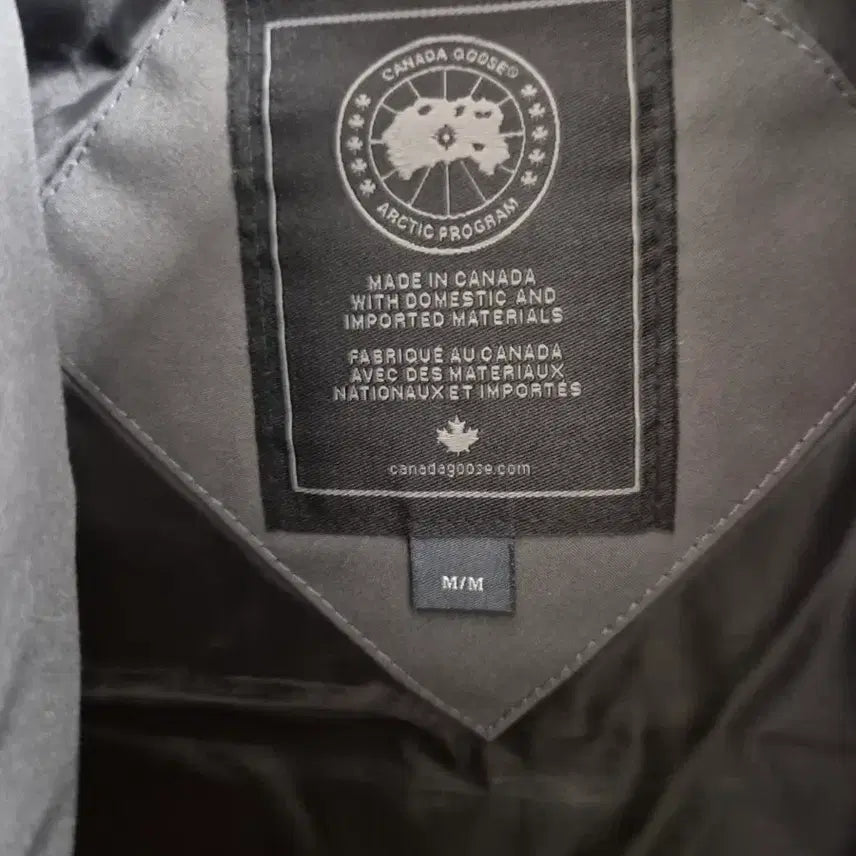 CANADA GOOSE®
ARCTIC PROGRAM
MADE IN CANADA
WITH DOMESTIC AND
IMPORTED MATERIALS
FABRIQUÉ AU CANADA
AVEC DES MATERIAUX
NATIONAUX ET IMPORTÉS
canadagoose.com
M/M